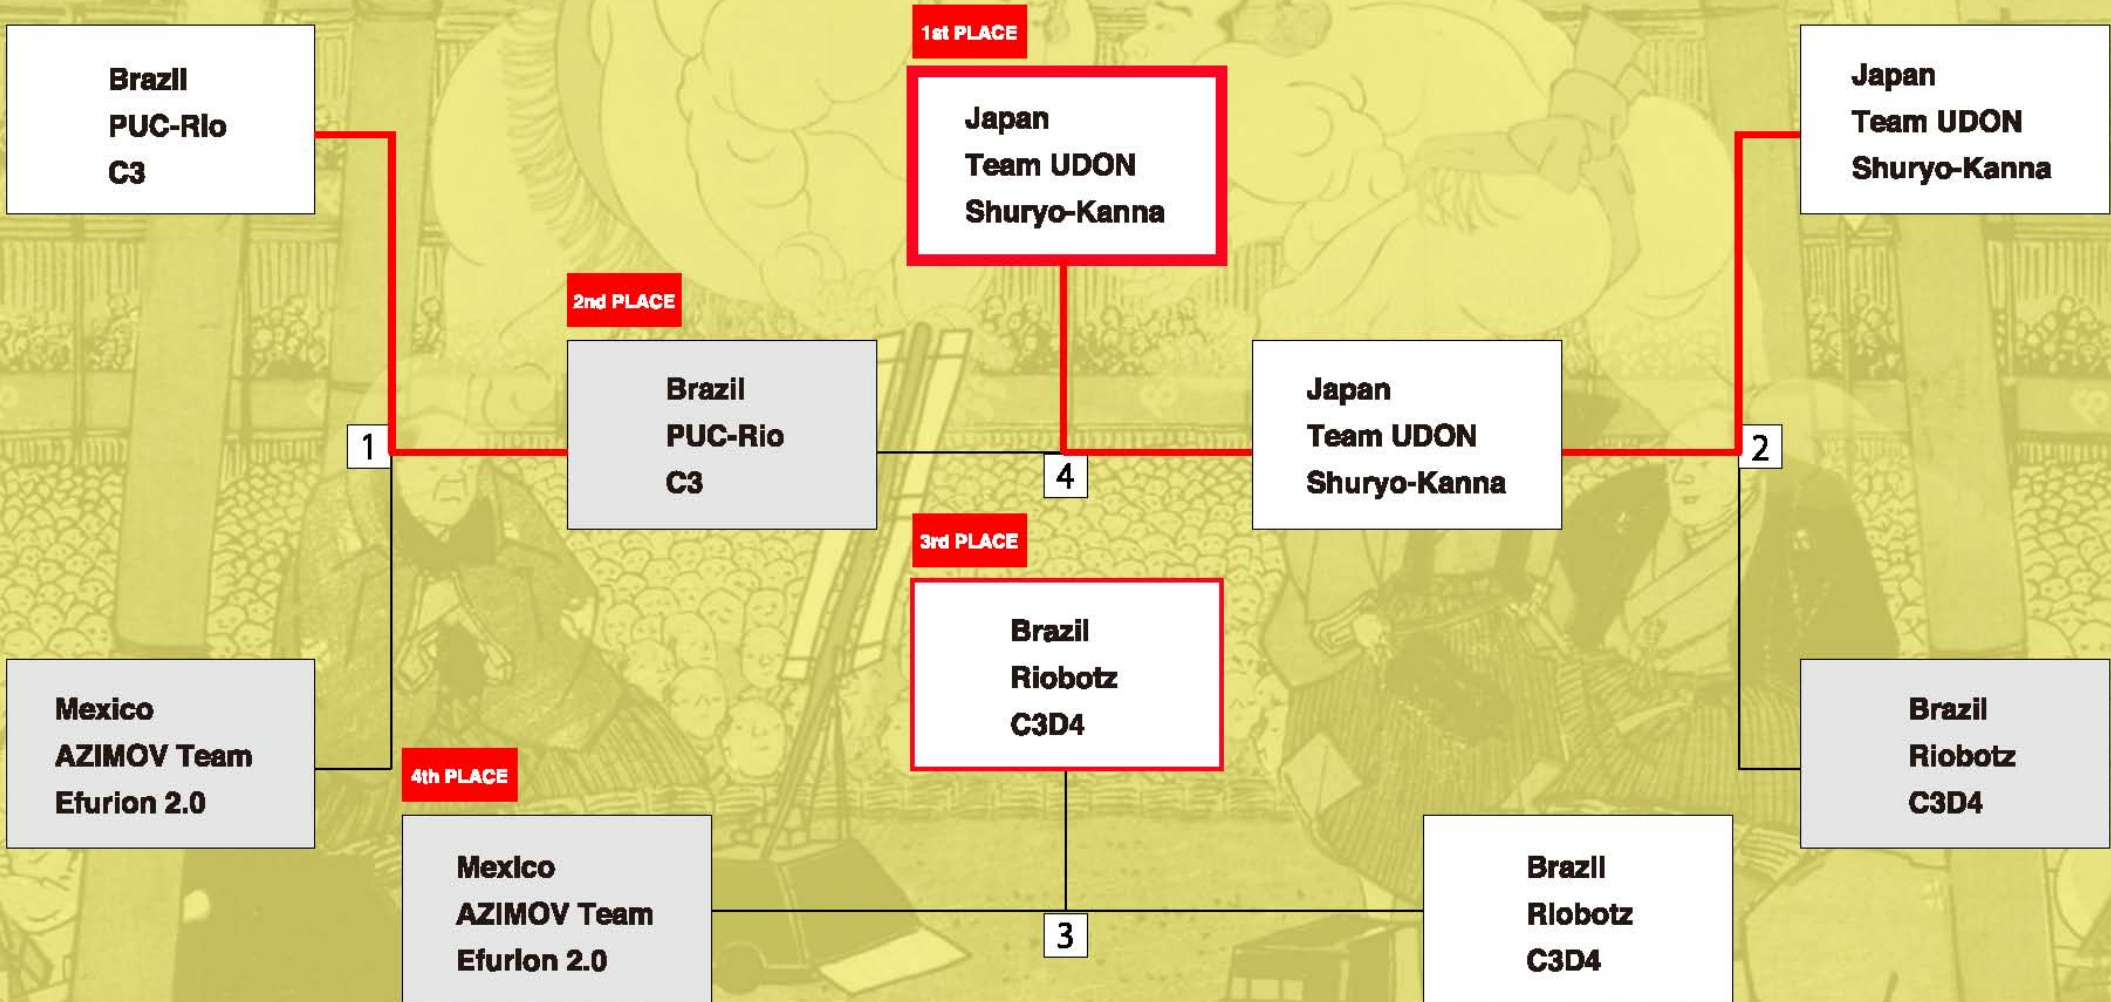 1st PLACE
Brazil
PUC-Rio
C3
Japan
Team UDON
Shuryo-Kanna
Japan
Team UDON
Shuryo-Kanna
2nd PLACE
Brazil
PUC-Rio
C3
Japan
Team UDON
Shuryo-Kanna
1
4
2
3rd PLACE
Brazil
Riobotz
C3D4
Mexico
AZIMOV Team
Efurion 2.0
Brazil
Riobotz
C3D4
4th PLACE
Mexico
AZIMOV Team
Efurion 2.0
3
Brazil
Riobotz
C3D4